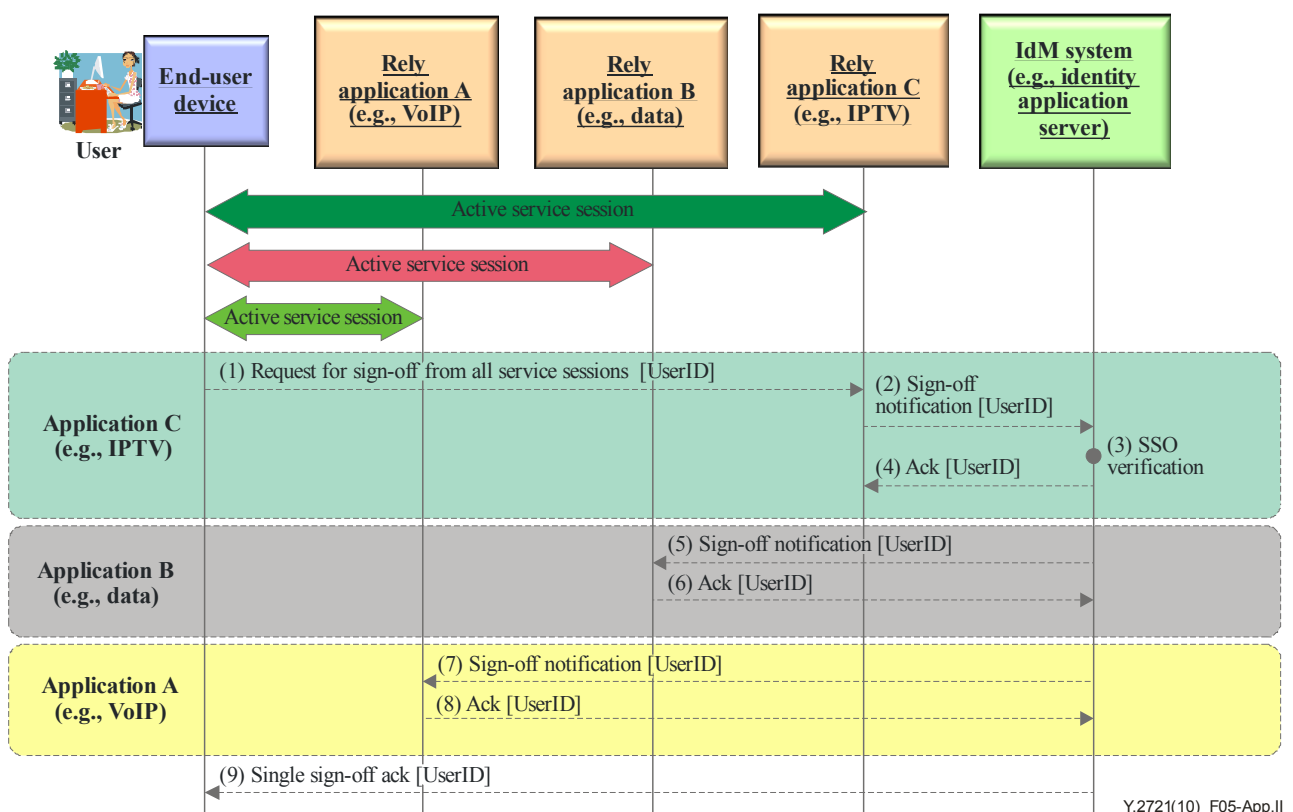 User
End-user
device
Rely
application A
(e.g., VoIP)
Rely
application B
(e.g., data)
Rely
application C
(e.g., IPTV)
IdM system
(e.g., identity
application
server)
Active service session
Active service session
Active service session
Application C
(e.g., IPTV)
(1) Request for sign-off from all service sessions [UserID]
(2) Sign-off
notification [UserID]
(3) SSO
verification
(4) Ack [UserID]
Application B
(e.g., data)
(5) Sign-off notification [UserID]
(6) Ack [UserID]
Application A
(e.g., VoIP)
(7) Sign-off notification [UserID]
(8) Ack [UserID]
(9) Single sign-off ack [UserID]
Y.2721(10)_F05-App.II